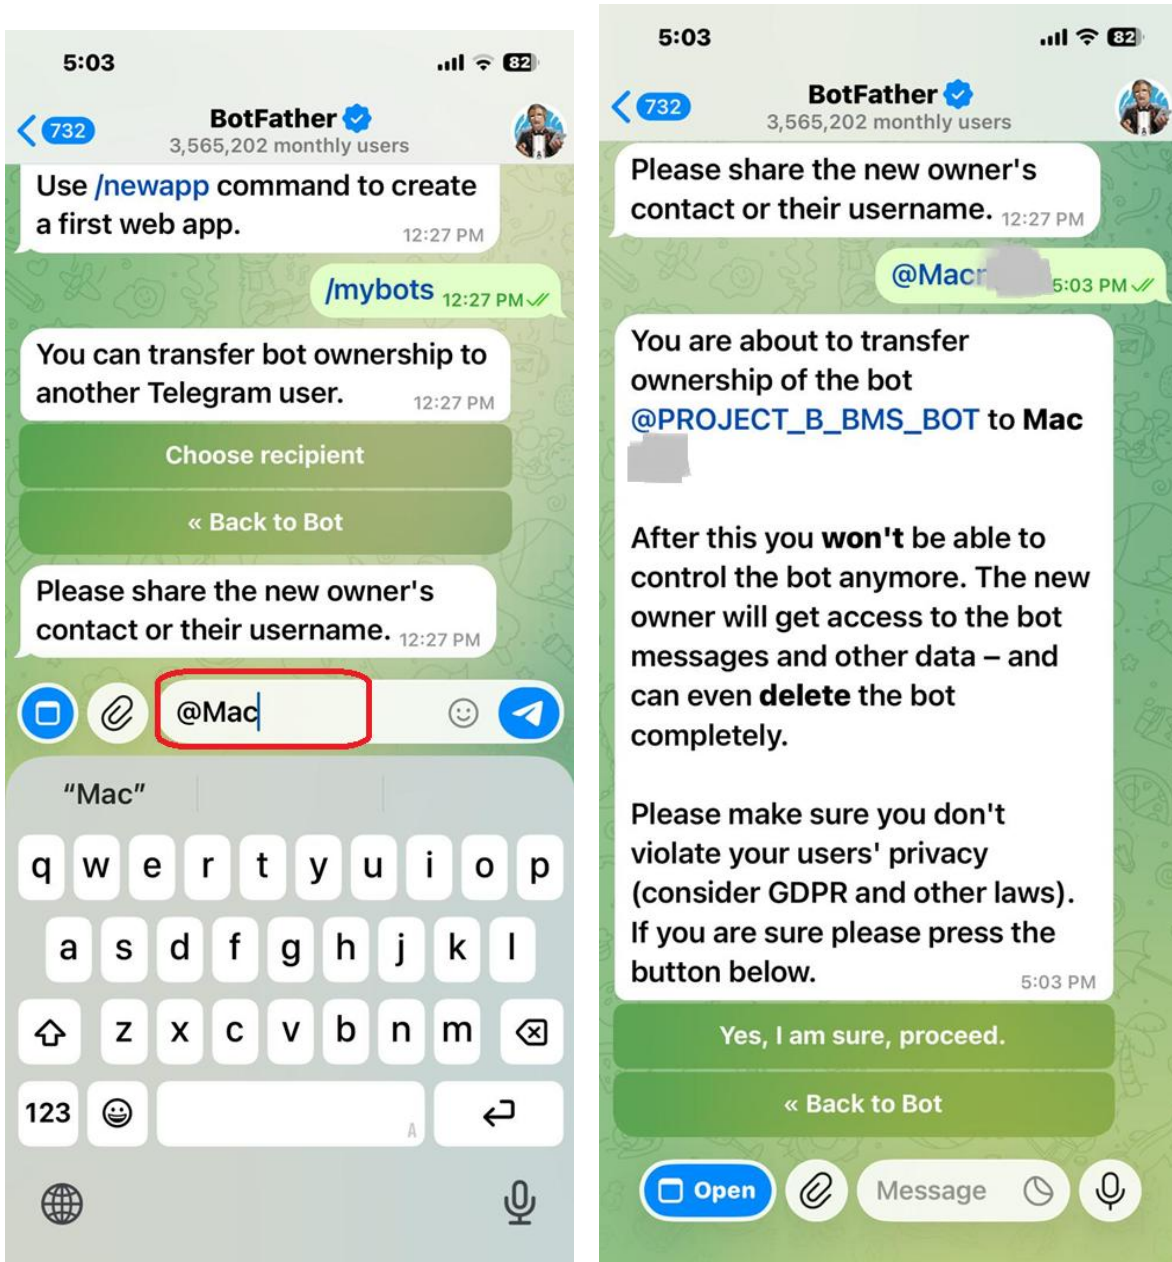 5:03
82
732
BotFather
3,565,202 monthly users
Use /newapp command to create
a first web app.
12:27 PM
/mybots 12:27 PM
You can transfer bot ownership to
another Telegram user.
12:27 PM
Choose recipient
« Back to Bot
Please share the new owner's
contact or their username. 12:27 PM
@Mac
“Mac”
q w e r t y u i o p
a s d f g h j k l
z x c v b n m
123
A
5:03
82
732
BotFather
3,565,202 monthly users
Please share the new owner's
contact or their username. 12:27 PM
5:03 PM
You are about to transfer
ownership of the bot
@PROJECT_B_BMS_BOT to Mac
After this you won't be able to
control the bot anymore. The new
owner will get access to the bot
messages and other data – and
can even delete the bot
completely.
Please make sure you don't
violate your users' privacy
(consider GDPR and other laws).
If you are sure please press the
button below.
5:03 PM
Yes, I am sure, proceed.
« Back to Bot
Open
Message